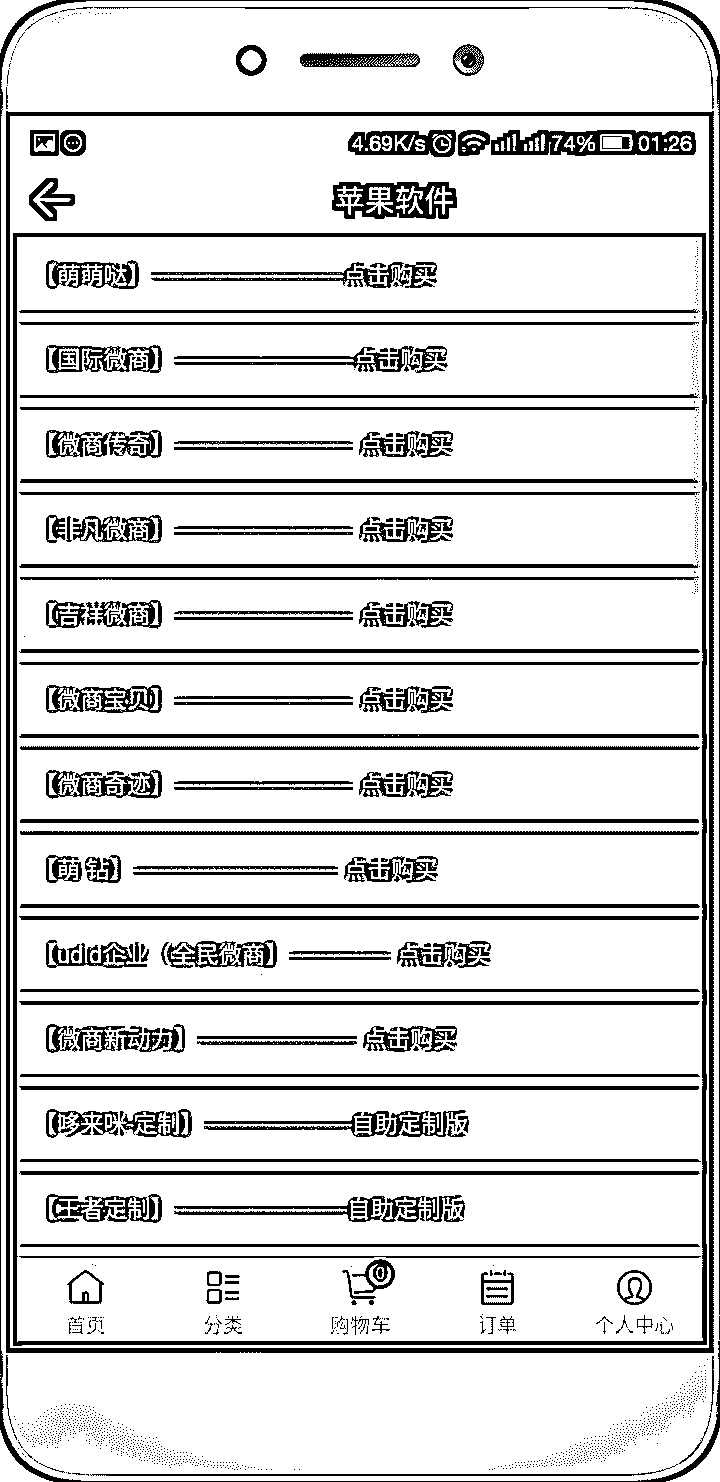 4.69K/s 74% 01:26
苹果软件
【萌萌哒】————————点击购买
【国际微商】————————点击购买
【微商传奇】———————— 点击购买
【非凡微商】———————— 点击购买
【吉祥微商】———————— 点击购买
【微商宝贝】———————— 点击购买
【微商奇迹】———————— 点击购买
【萌 钻】————————— 点击购买
【udid企业（全民微商】————— 点击购买
【微商新动力】——————— 点击购买
【哆来咪-定制】——————自助定制版
【王者定制】————————自助定制版
0
首页 分类 购物车 订单 个人中心